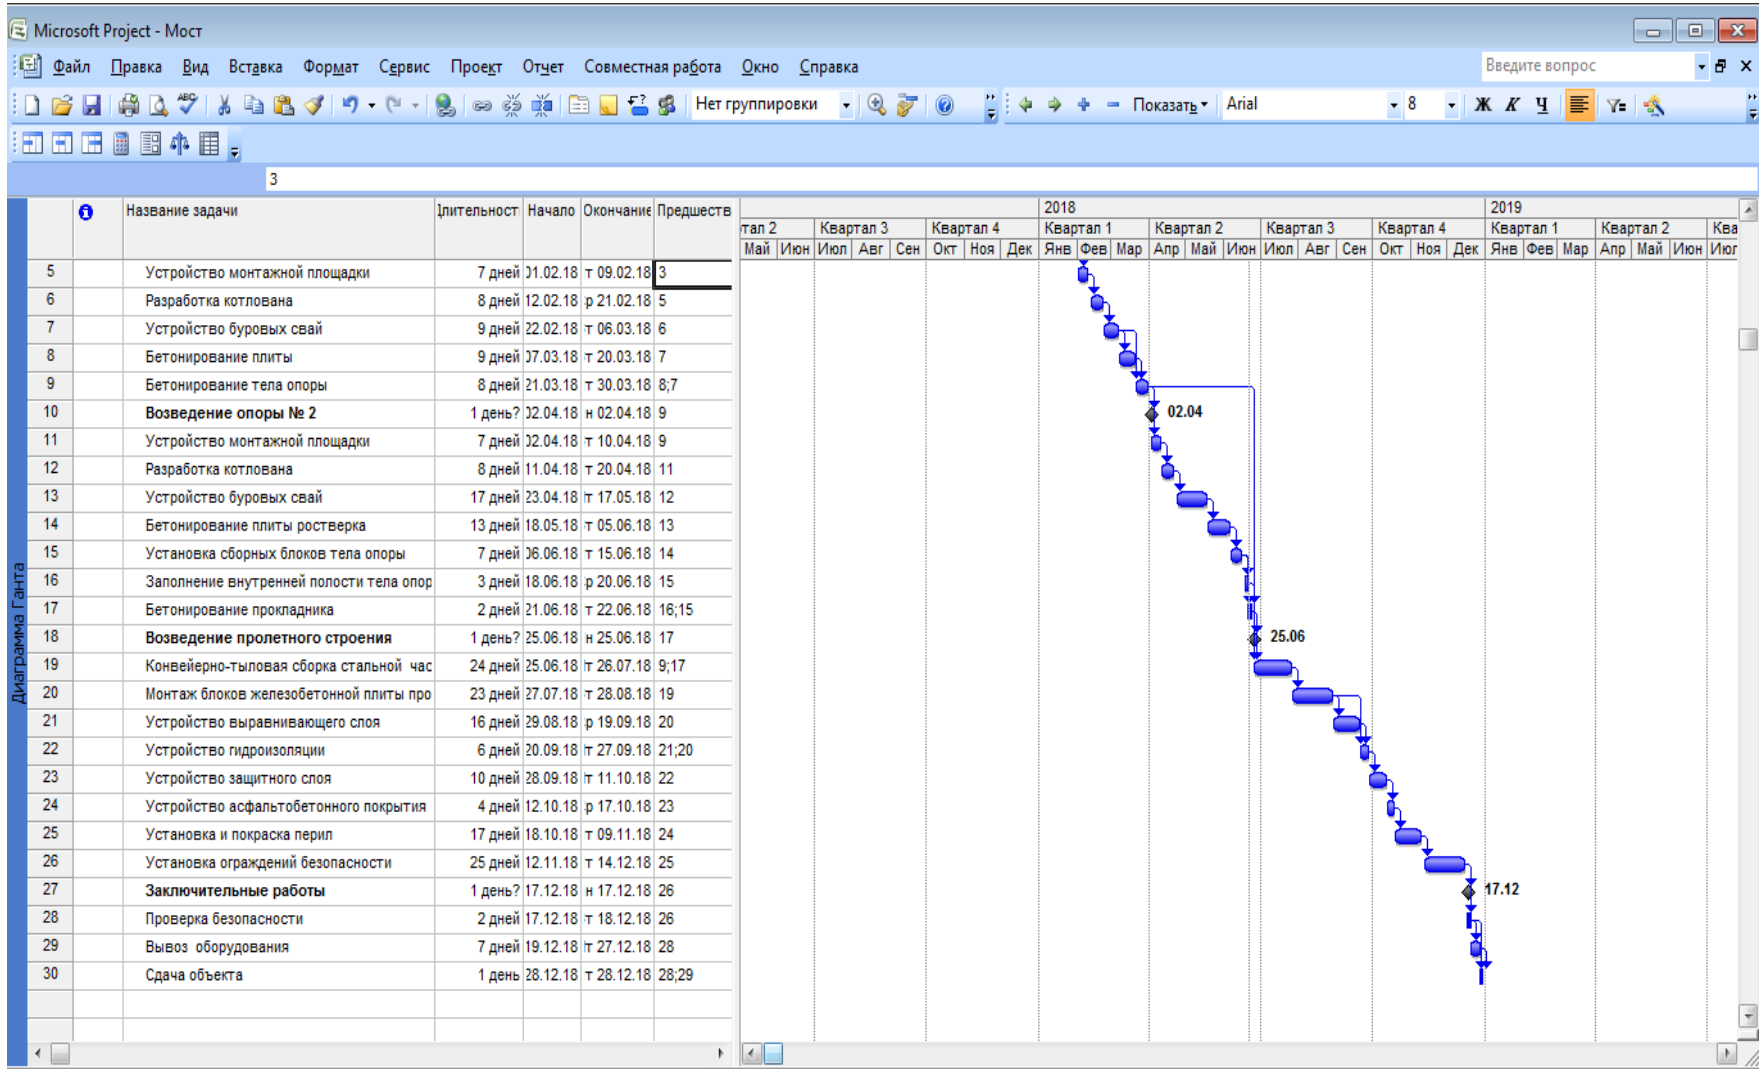 Microsoft Project - Мост
Файл Правка Вид Вставка Формат Сервис Проект Отчет Совместная работа Окно Справка
Введите вопрос
Нет группировки
Показать
Arial
8
Ж К Ч
3
Название задачи Длительност Начало Окончание Предшеств
2018 2019
тал 2 Квартал 3 Квартал 4 Квартал 1 Квартал 2 Квартал 3 Квартал 4 Квартал 1 Квартал 2 Ква
Май Июн Июл Авг Сен Окт Ноя Дек Янв Фев Мар Апр Май Июн Июл Авг Сен Окт Ноя Дек Янв Фев Мар Апр Май Июн Июл
5 Устройство монтажной площадки 7 дней 01.02.18 т 09.02.18 3
6 Разработка котлована 8 дней 12.02.18 р 21.02.18 5
7 Устройство буровых свай 9 дней 22.02.18 т 06.03.18 6
8 Бетонирование плиты 9 дней 07.03.18 т 20.03.18 7
9 Бетонирование тела опоры 8 дней 21.03.18 т 30.03.18 8;7
10 Возведение опоры № 2 1 день? 02.04.18 н 02.04.18 9
02.04
11 Устройство монтажной площадки 7 дней 02.04.18 т 10.04.18 9
12 Разработка котлована 8 дней 11.04.18 т 20.04.18 11
13 Устройство буровых свай 17 дней 23.04.18 т 17.05.18 12
14 Бетонирование плиты ростверка 13 дней 18.05.18 т 05.06.18 13
15 Установка сборных блоков тела опоры 7 дней 06.06.18 т 15.06.18 14
16 Заполнение внутренней полости тела опор 3 дней 18.06.18 р 20.06.18 15
17 Бетонирование прокладника 2 дней 21.06.18 т 22.06.18 16;15
18 Возведение пролетного строения 1 день? 25.06.18 н 25.06.18 17
25.06
19 Конвейерно-тыловая сборка стальной час 24 дней 25.06.18 т 26.07.18 9;17
20 Монтаж блоков железобетонной плиты про 23 дней 27.07.18 т 28.08.18 19
21 Устройство выравнивающего слоя 16 дней 29.08.18 р 19.09.18 20
22 Устройство гидроизоляции 6 дней 20.09.18 т 27.09.18 21;20
23 Устройство защитного слоя 10 дней 28.09.18 т 11.10.18 22
24 Устройство асфальтобетонного покрытия 4 дней 12.10.18 р 17.10.18 23
25 Установка и покраска перил 17 дней 18.10.18 т 09.11.18 24
26 Установка ограждений безопасности 25 дней 12.11.18 т 14.12.18 25
27 Заключительные работы 1 день? 17.12.18 н 17.12.18 26
17.12
28 Проверка безопасности 2 дней 17.12.18 т 18.12.18 26
29 Вывоз оборудования 7 дней 19.12.18 т 27.12.18 28
30 Сдача объекта 1 день 28.12.18 т 28.12.18 28;29
Диаграмма Ганта